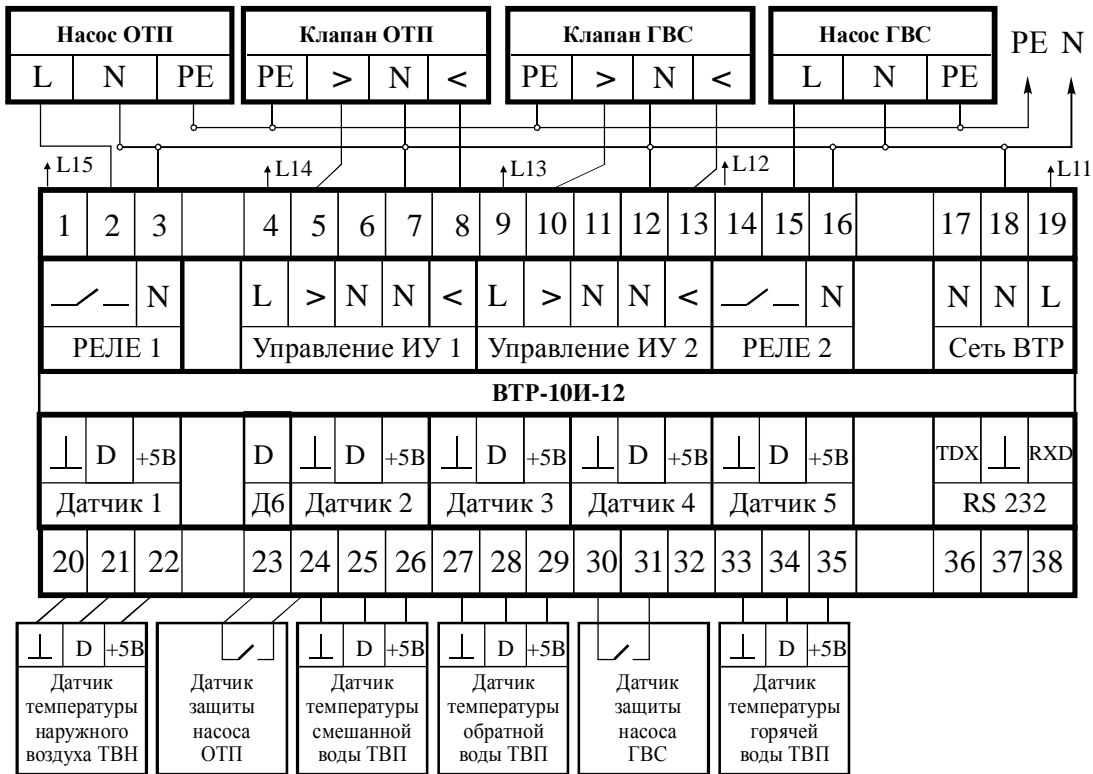 Насос ОТП Клапан ОТП Клапан ГВС Насос ГВС
PE N
L N PE PE > N < PE > N < L N PE
L15 L14 L13 L12 L11
1 2 3 4 5 6 7 8 9 10 11 12 13 14 15 16 17 18 19
N L > N N < L > N N < N N N L
РЕЛЕ 1 Управление ИУ 1 Управление ИУ 2 РЕЛЕ 2 Сеть ВТР
ВТР-10И-12
D +5В D D +5В D +5В D +5В D +5В TDX RXD
Датчик 1 Д6 Датчик 2 Датчик 3 Датчик 4 Датчик 5 RS 232
20 21 22 23 24 25 26 27 28 29 30 31 32 33 34 35 36 37 38
D +5В D +5В D +5В D +5В
Датчик температуры наружного воздуха ТВН
Датчик защиты насоса ОТП
Датчик температуры смешанной воды ТВП
Датчик температуры обратной воды ТВП
Датчик защиты насоса ГВС
Датчик температуры горячей воды ТВП